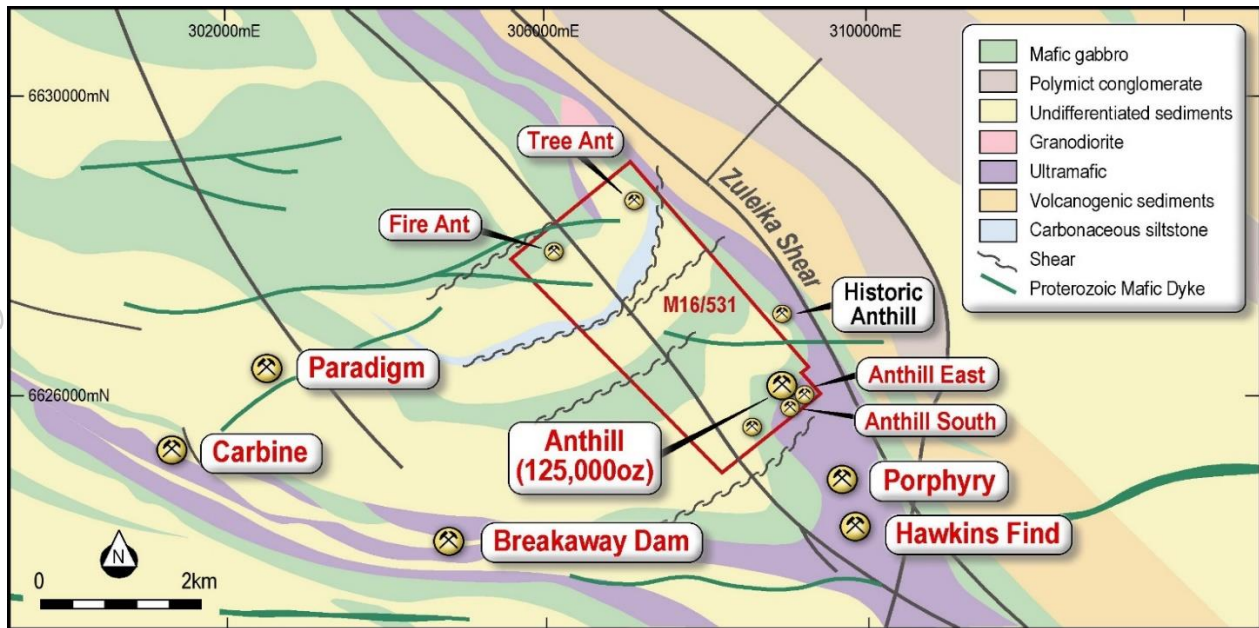 302000mE
306000mE
310000mE
6630000mN
6626000mN
Mafic gabbro
Polymict conglomerate
Undifferentiated sediments
Granodiorite
Ultramafic
Volcanogenic sediments
Carbonaceous siltstone
Shear
Proterozoic Mafic Dyke
Tree Ant
Fire Ant
Zuleika Shear
M16/531
Historic
Anthill
Paradigm
Anthill East
Anthill South
Anthill
(125,000oz)
Carbine
Porphyry
Hawkins Find
Breakaway Dam
N
0
2km